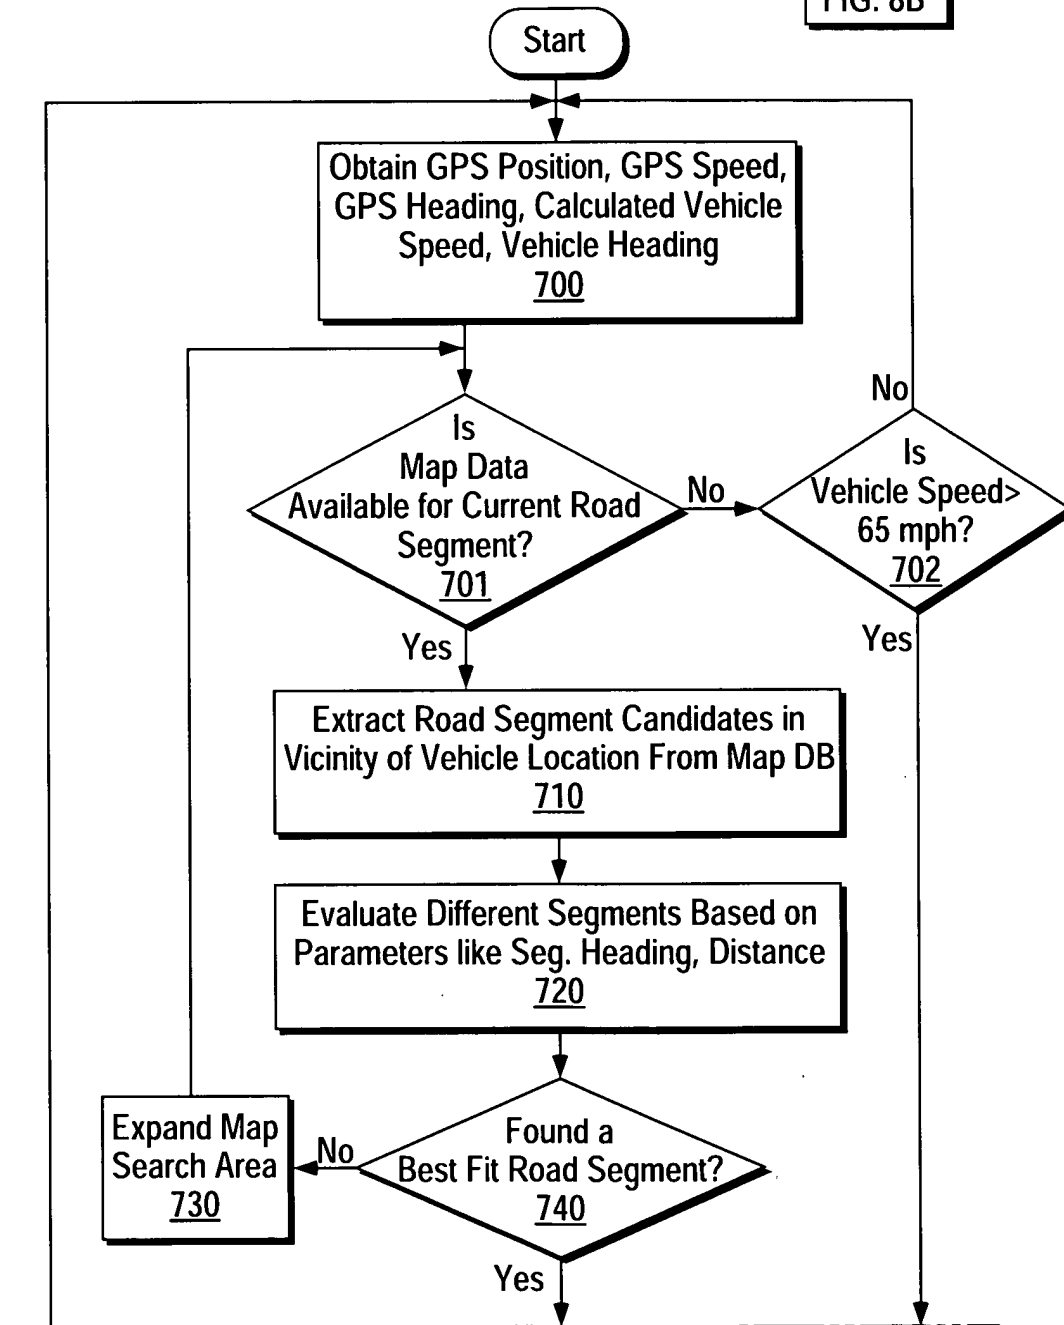 FIG. 8B
Start
Obtain GPS Position, GPS Speed,
GPS Heading, Calculated Vehicle
Speed, Vehicle Heading
700
No
Is
Map Data
Available for Current Road
Segment?
701
No
Is
Vehicle Speed>
65 mph?
702
Yes
Yes
Extract Road Segment Candidates in
Vicinity of Vehicle Location From Map DB
710
Evaluate Different Segments Based on
Parameters like Seg. Heading, Distance
720
Expand Map
Search Area
730
No
Found a
Best Fit Road Segment?
740
Yes